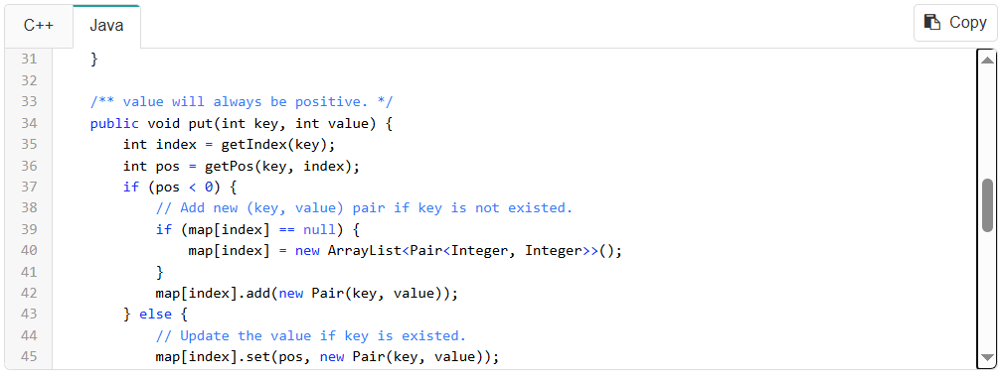 C++ Java Copy
31 }
32
33 /** value will always be positive. */
34 public void put(int key, int value) {
35 int index = getIndex(key);
36 int pos = getPos(key, index);
37 if (pos < 0) {
38 // Add new (key, value) pair if key is not existed.
39 if (map[index] == null) {
40 map[index] = new ArrayList<Pair<Integer, Integer>>();
41 }
42 map[index].add(new Pair(key, value));
43 } else {
44 // Update the value if key is existed.
45 map[index].set(pos, new Pair(key, value));